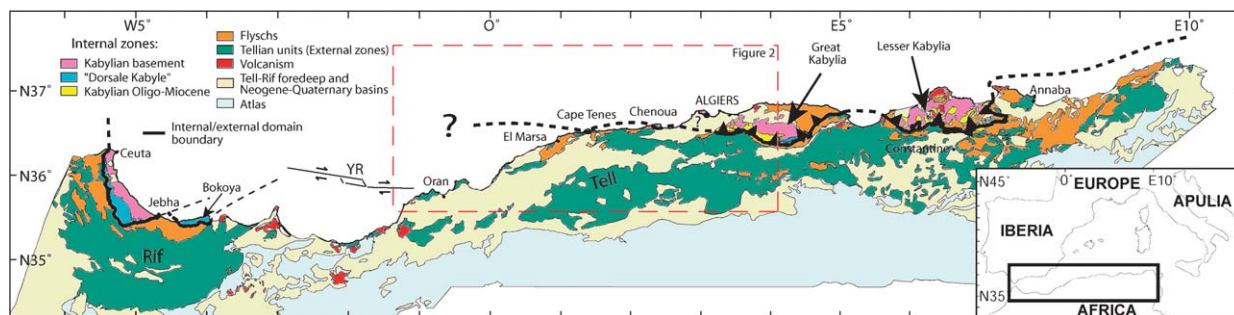 W5° O° E5° E10°
Internal zones:
Kabylian basement
"Dorsale Kabyle"
Kabylian Oligo-Miocene
Flyschs
Tellian units (External zones)
Volcanism
Tell-Rif foredeep and
Neogene-Quaternary basins
Atlas
Internal/external domain
boundary
Figure 2
Great
Kabylia
Lesser Kabylia
N37°
N36°
N35°
?
Ceuta
Jebha
Bokoya
YR
Oran
El Marsa
Cape Tenes
Chenoua
ALGIERS
Constantine
Annaba
Rif
Tell
N45°
0°
EUROPE
E10°
APULIA
IBERIA
N35
AFRICA